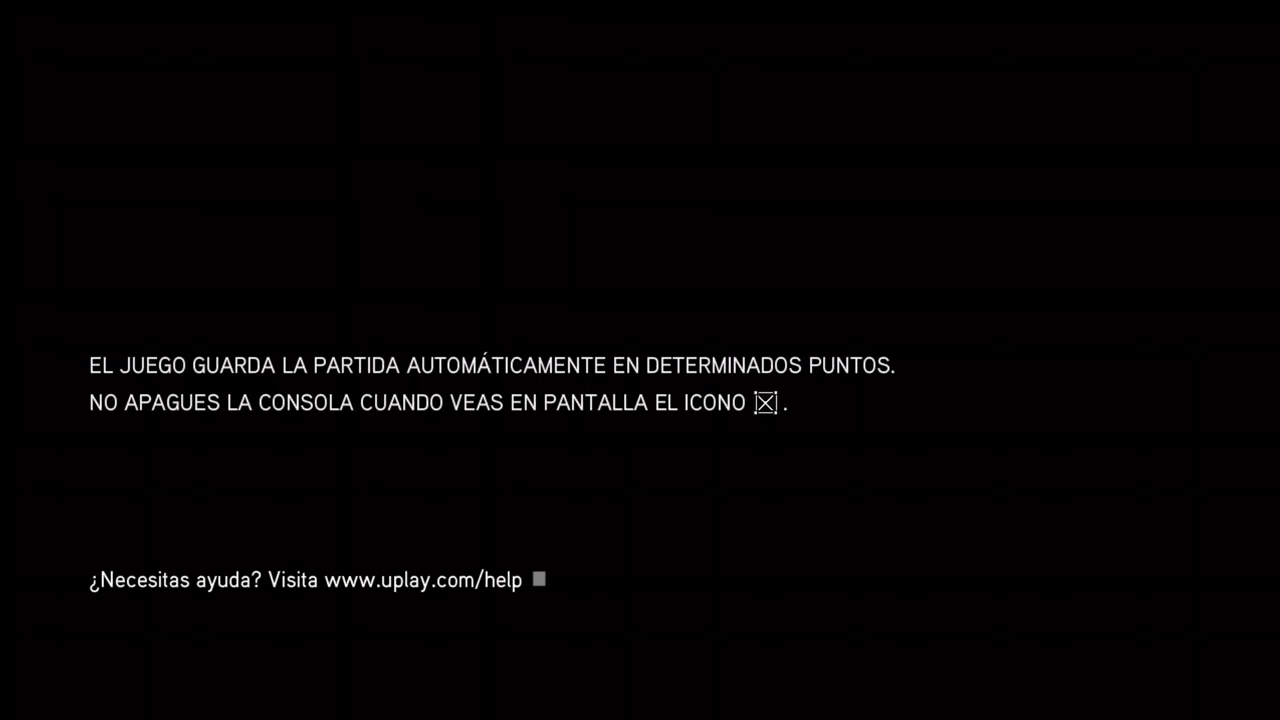 EL JUEGO GUARDA LA PARTIDA AUTOMÁTICAMENTE EN DETERMINADOS PUNTOS.
NO APAGUES LA CONSOLA CUANDO VEAS EN PANTALLA EL ICONO .
¿Necesitas ayuda? Visita www.uplay.com/help